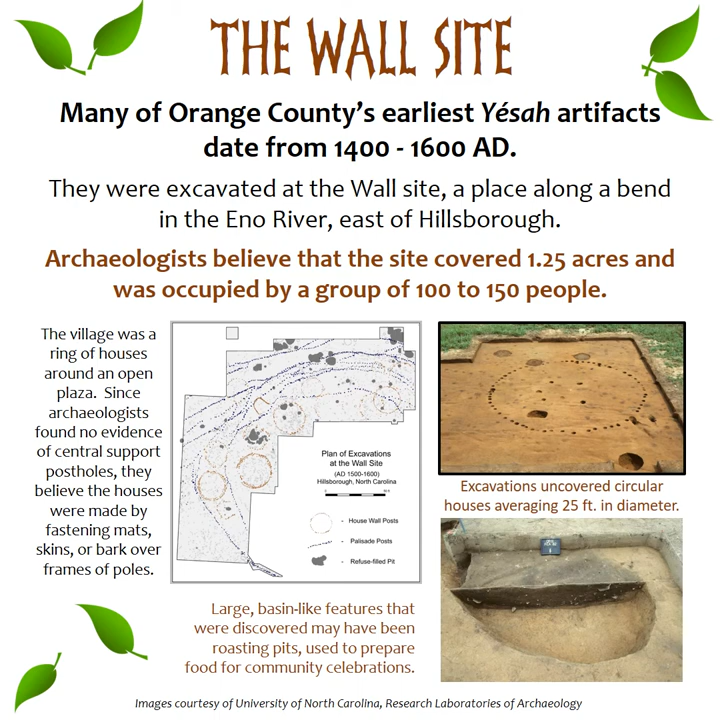 THE WALL SITE
Many of Orange County's earliest Yésah artifacts
date from 1400 - 1600 AD.
They were excavated at the Wall site, a place along a bend
in the Eno River, east of Hillsborough.
Archaeologists believe that the site covered 1.25 acres and
was occupied by a group of 100 to 150 people.
The village was a
ring of houses
around an open
plaza. Since
archaeologists
found no evidence
of central support
postholes, they
believe the houses
were made by
fastening mats,
skins, or bark over
frames of poles.
Plan of Excavations
at the Wall Site
(AD 1500-1600)
Hillsborough, North Carolina
- House Wall Posts
- Palisade Posts
- Refuse-filled Pit
Excavations uncovered circular
houses averaging 25 ft. in diameter.
Large, basin-like features that
were discovered may have been
roasting pits, used to prepare
food for community celebrations.
Images courtesy of University of North Carolina, Research Laboratories of Archaeology